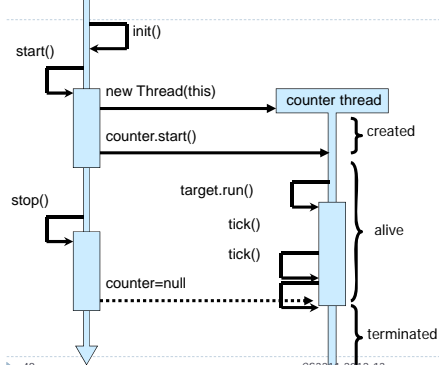 init()
start()
new Thread(this)
counter thread
created
counter.start()
target.run()
stop()
tick()
alive
tick()
counter=null
terminated